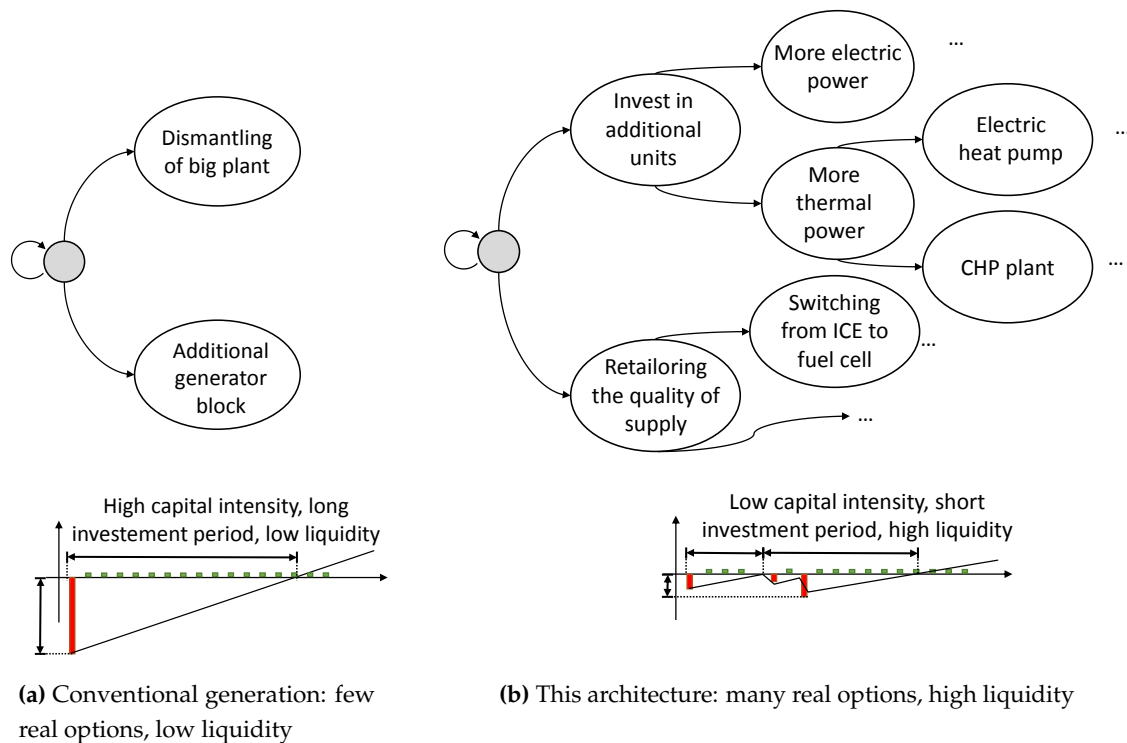 Dismantling
of big plant
Additional
generator
block
High capital intensity, long
investement period, low liquidity
(a) Conventional generation: few
real options, low liquidity
More electric
power
...
Invest in
additional
units
Electric
heat pump
...
More
thermal
power
CHP plant
...
Switching
from ICE to
fuel cell
...
Retailoring
the quality of
supply
...
Low capital intensity, short
investment period, high liquidity
(b) This architecture: many real options, high liquidity